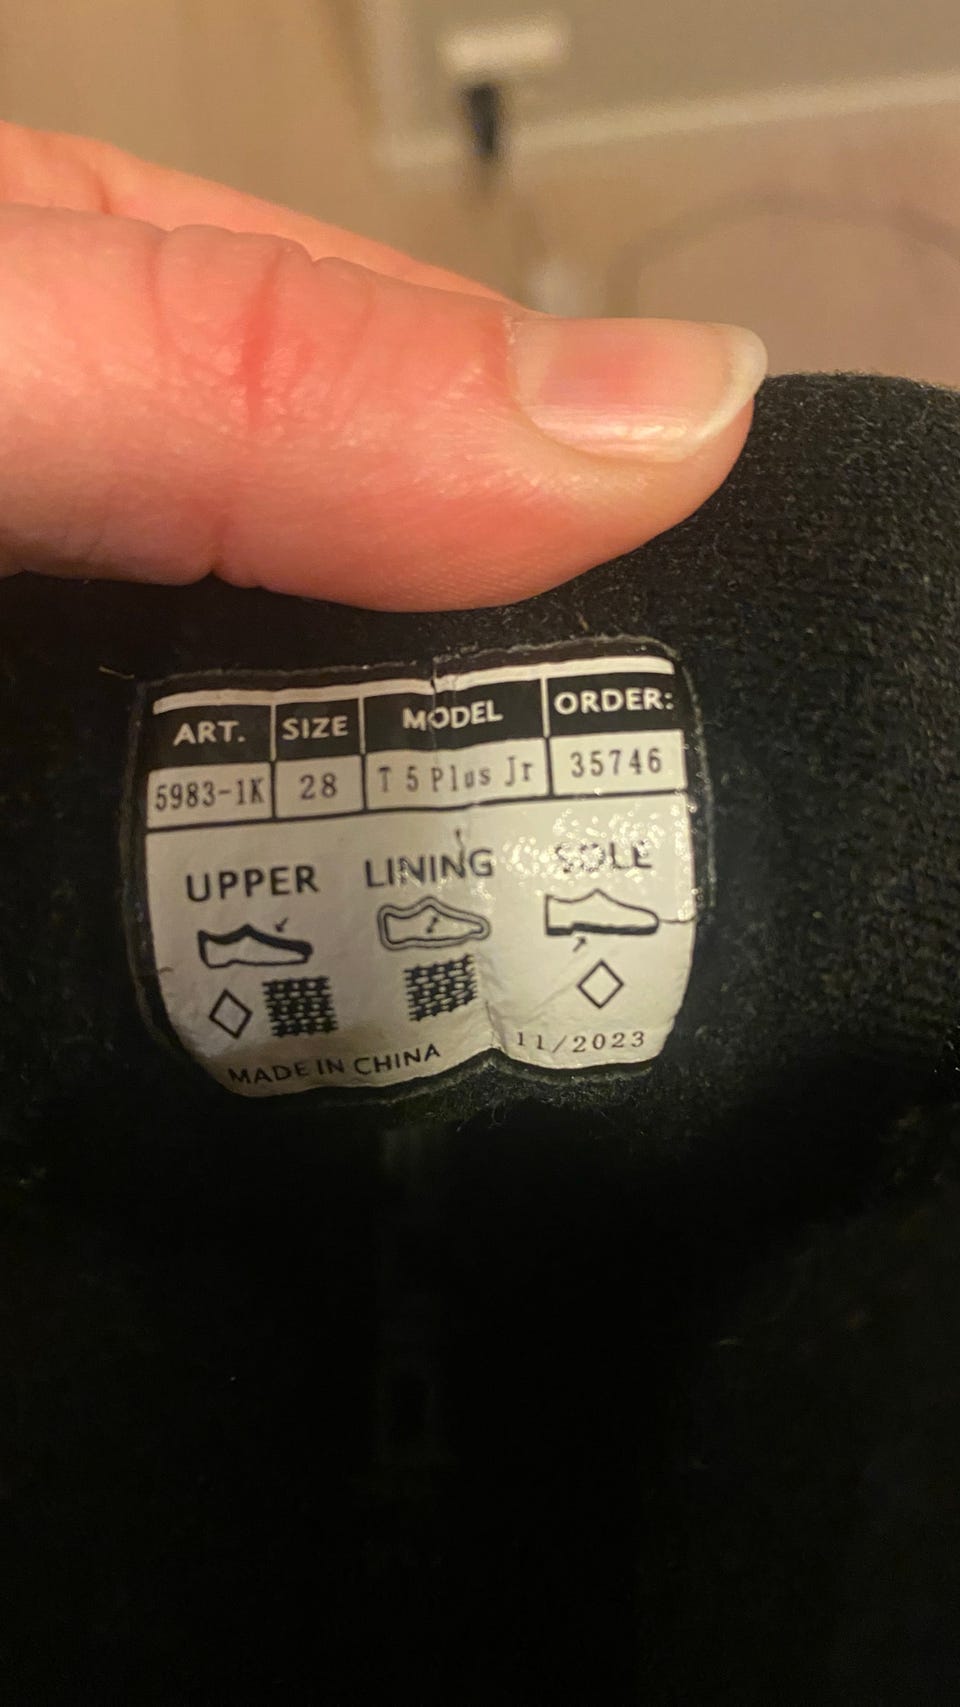 ART. SIZE MODEL ORDER:
5983-1K 28 T 5 Plus Jr 35746
UPPER LINING SOLE
MADE IN CHINA 11/2023